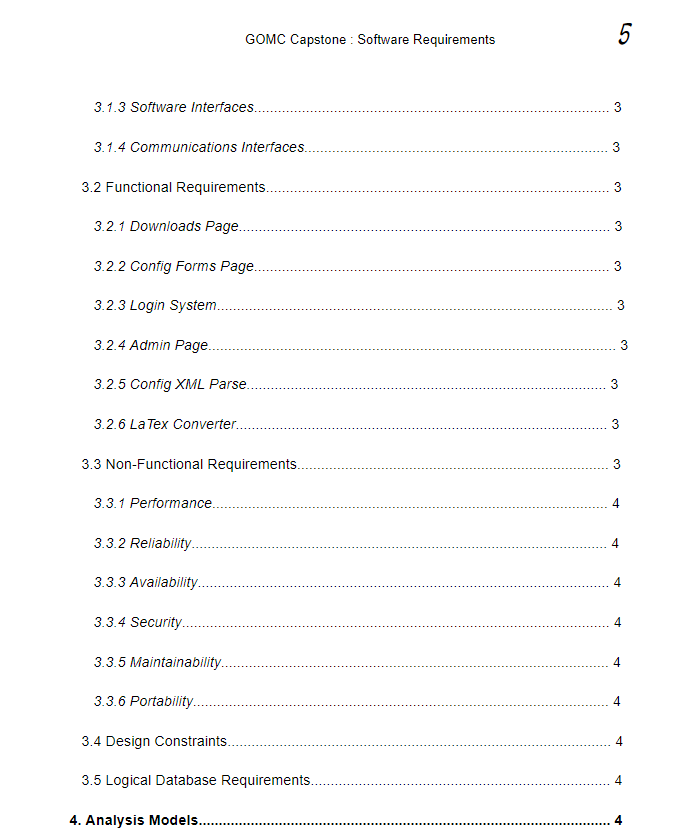 GOMC Capstone : Software Requirements 5
3.1.3 Software Interfaces 3
3.1.4 Communications Interfaces 3
3.2 Functional Requirements 3
3.2.1 Downloads Page 3
3.2.2 Config Forms Page 3
3.2.3 Login System 3
3.2.4 Admin Page 3
3.2.5 Config XML Parse 3
3.2.6 LaTex Converter 3
3.3 Non-Functional Requirements 3
3.3.1 Performance 4
3.3.2 Reliability 4
3.3.3 Availability 4
3.3.4 Security 4
3.3.5 Maintainability 4
3.3.6 Portability 4
3.4 Design Constraints 4
3.5 Logical Database Requirements 4
4. Analysis Models 4